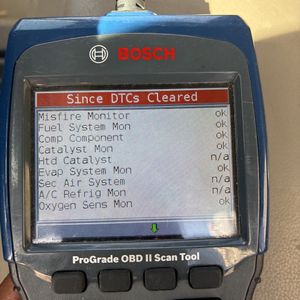 BOSCH
Since DTCs Cleared
Misfire Monitor ok
Fuel System Mon ok
Comp Component ok
Catalyst Mon ok
Htd Catalyst n/a
Evap System Mon ok
Sec Air System n/a
A/C Refrig Mon n/a
Oxygen Sens Mon ok
ProGrade OBD II Scan Tool